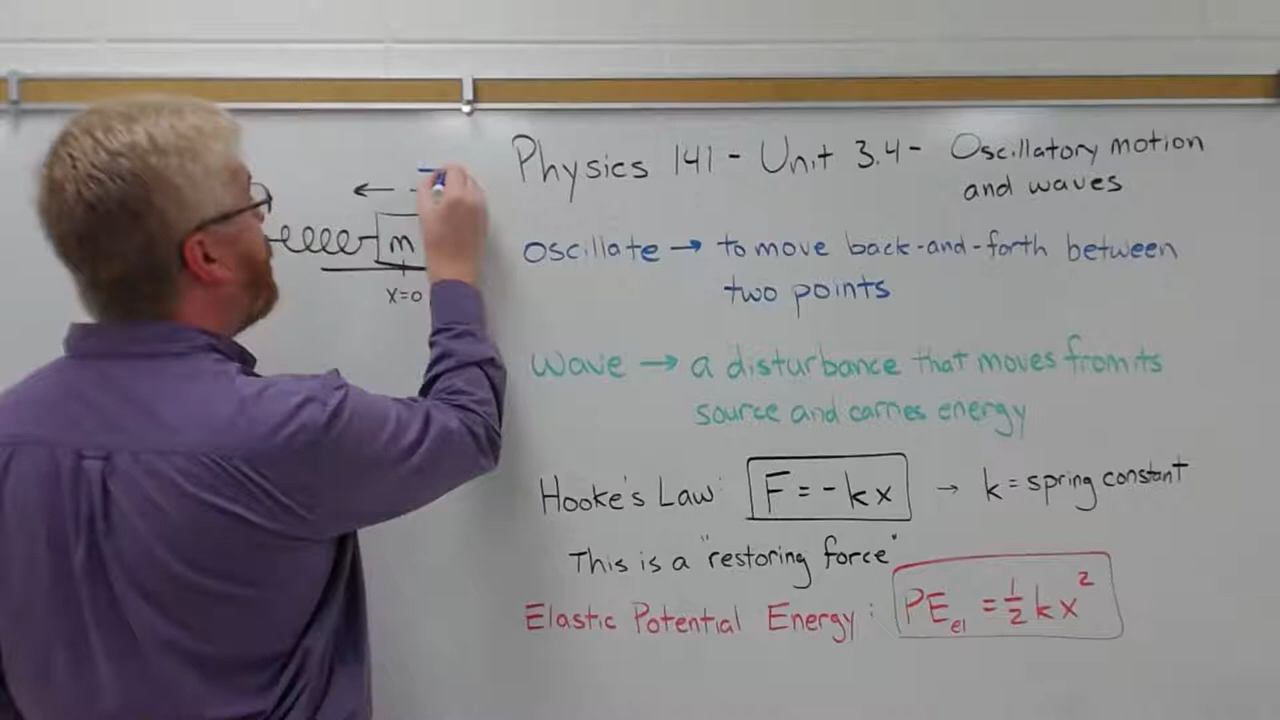 Physics 141 - Unit 3.4 - Oscillatory motion
and waves
m
x=0
oscillate → to move back-and-forth between
two points
Wave → a disturbance that moves from its
source and carries energy
Hooke's Law: F = -kx → k = spring constant
This is a "restoring force"
Elastic Potential Energy: PEel = 1/2 kx²